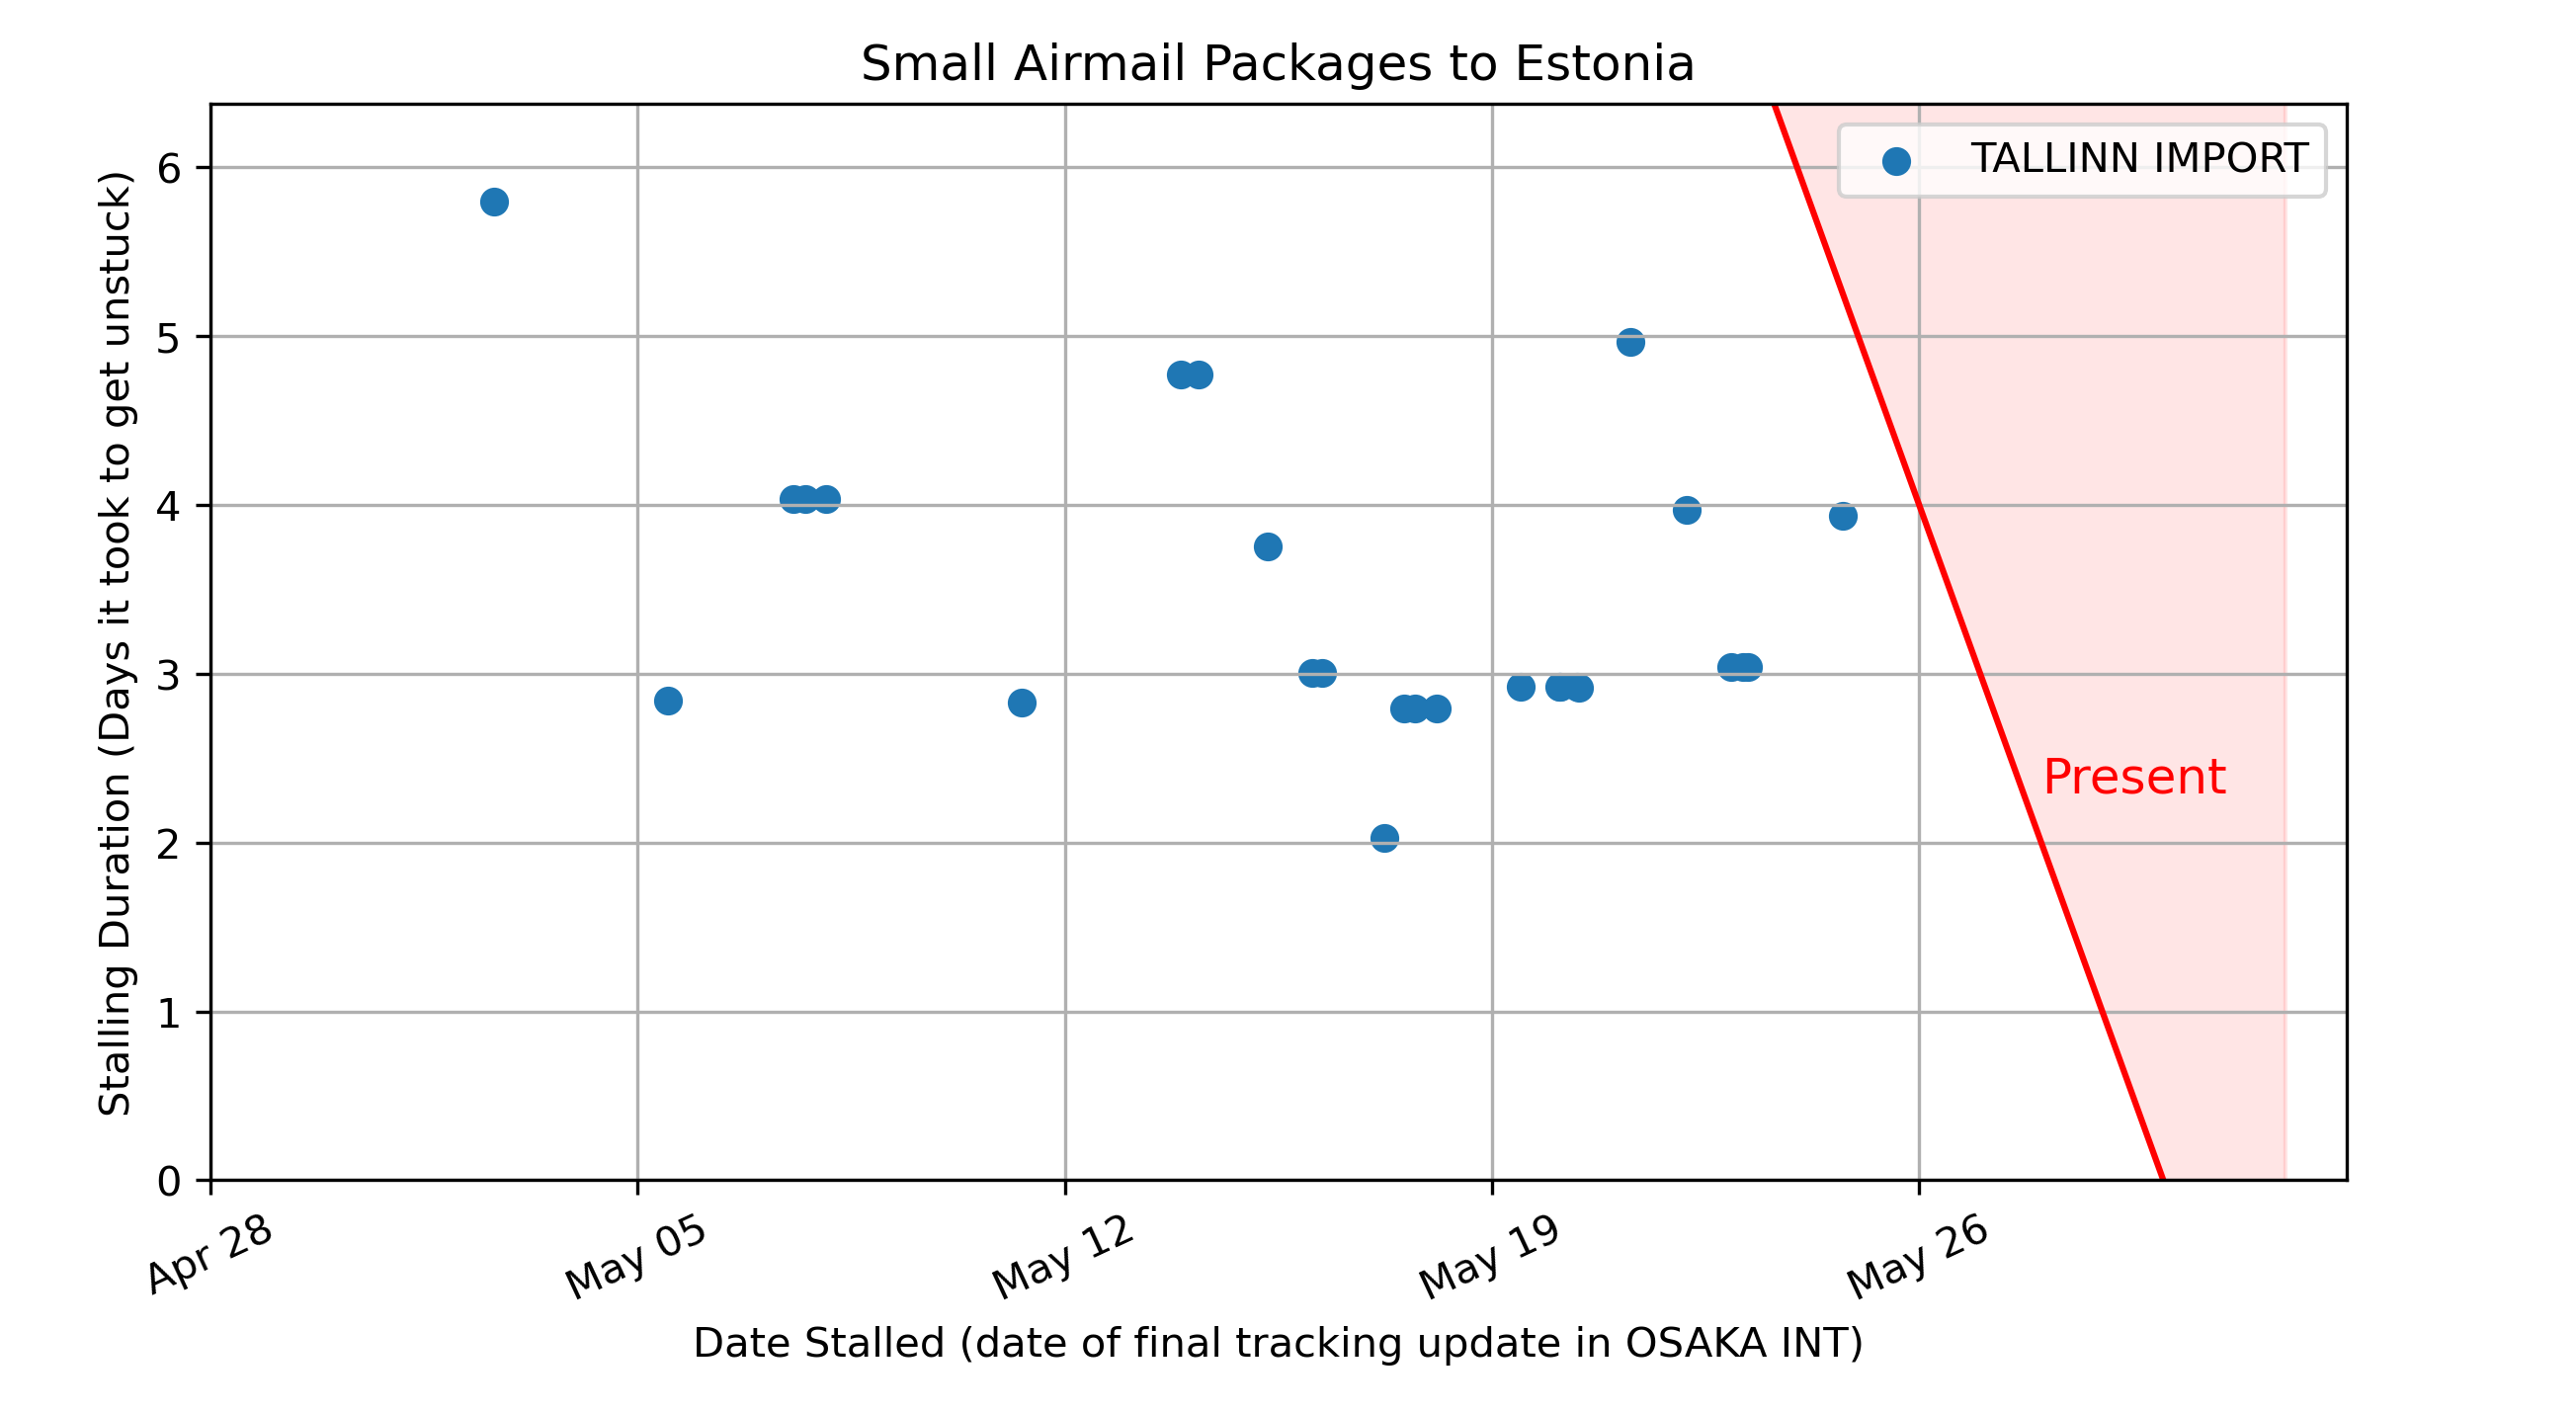 Small Airmail Packages to Estonia
TALLINN IMPORT
Stalling Duration (Days it took to get unstuck)
6
5
4
3
2
1
0
Present
Apr 28
May 05
May 12
May 19
May 26
Date Stalled (date of final tracking update in OSAKA INT)